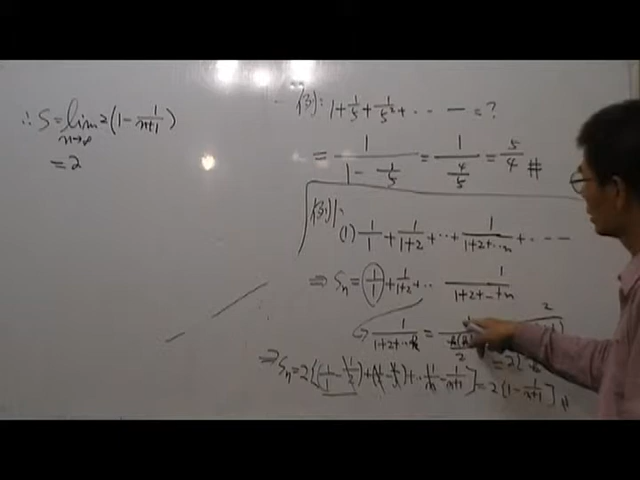 ∴ S = lim n→∞ 2(1 - 1/(n+1))
= 2
例: 1 + 1/5 + 1/5² + ⋯ = ?
= 1/(1 - 1/5) = 1/(4/5) = 5/4 #
例:
(1) 1/1 + 1/(1+2) + ⋯ + 1/(1+2+⋯n) + ⋯
⇒ Sn = 1/1 + 1/(1+2) + ⋯ 1/(1+2+⋯+n)
1/(1+2+⋯k) =
⇒ Sn = 2[(1/1 - 1/2) + ⋯ 1/n - 1/(n+1)] = 2[1 - 1/(n+1)]